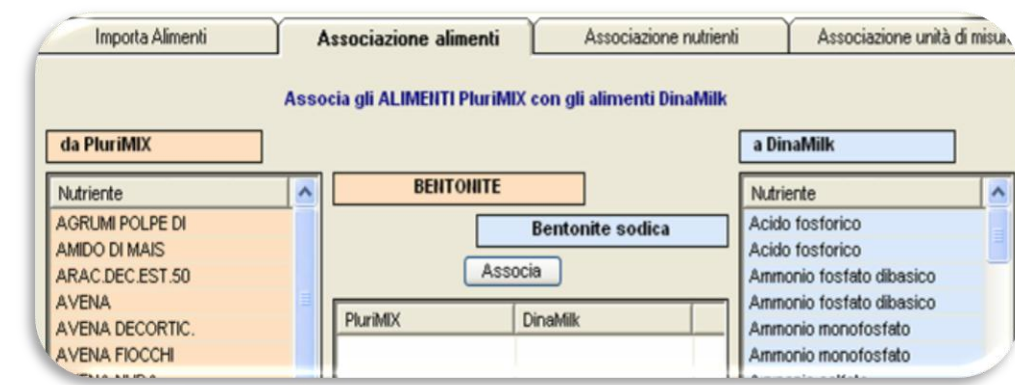 Importa Alimenti
Associazione alimenti
Associazione nutrienti
Associazione unità di misura
Associa gli ALIMENTI PluriMIX con gli alimenti DinaMilk
da PluriMIX
a DinaMilk
Nutriente
AGRUMI POLPE DI
AMIDO DI MAIS
ARAC.DEC.EST.50
AVENA
AVENA DECORTIC.
AVENA FIOCCHI
BENTONITE
Bentonite sodica
Associa
PluriMIX
DinaMilk
Nutriente
Acido fosforico
Acido fosforico
Ammonio fosfato dibasico
Ammonio fosfato dibasico
Ammonio monofosfato
Ammonio monofosfato